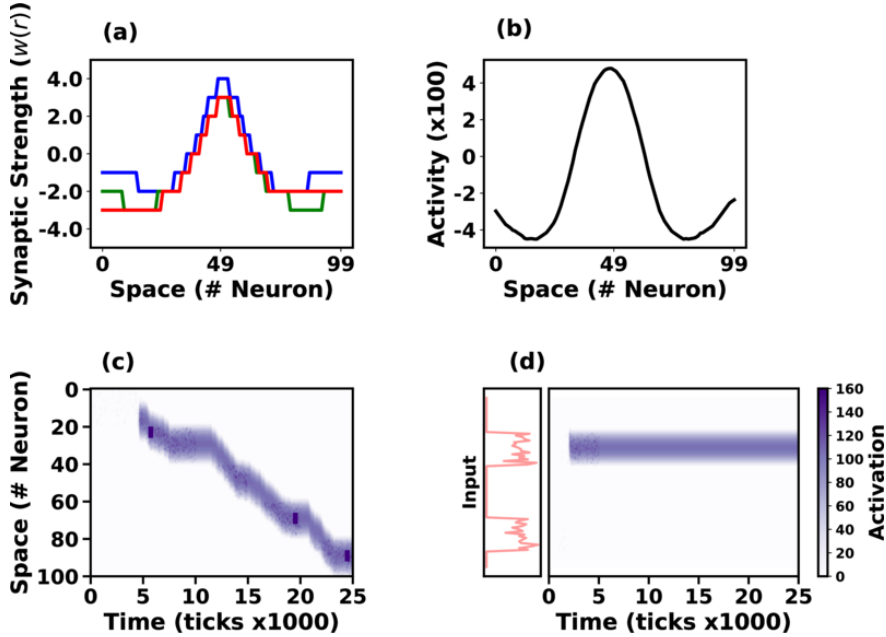 (a)
Synaptic Strength (w(r))
4.0
2.0
0.0
-2.0
-4.0
0 49 99
Space (# Neuron)
(b)
Activity (x100)
4
2
0
-2
-4
0 49 99
Space (# Neuron)
(c)
Space (# Neuron)
0
20
40
60
80
100
0 5 10 15 20 25
Time (ticks x1000)
(d)
Input
0 5 10 15 20 25
Time (ticks x1000)
160
140
120
100
80
60
40
20
0
Activation